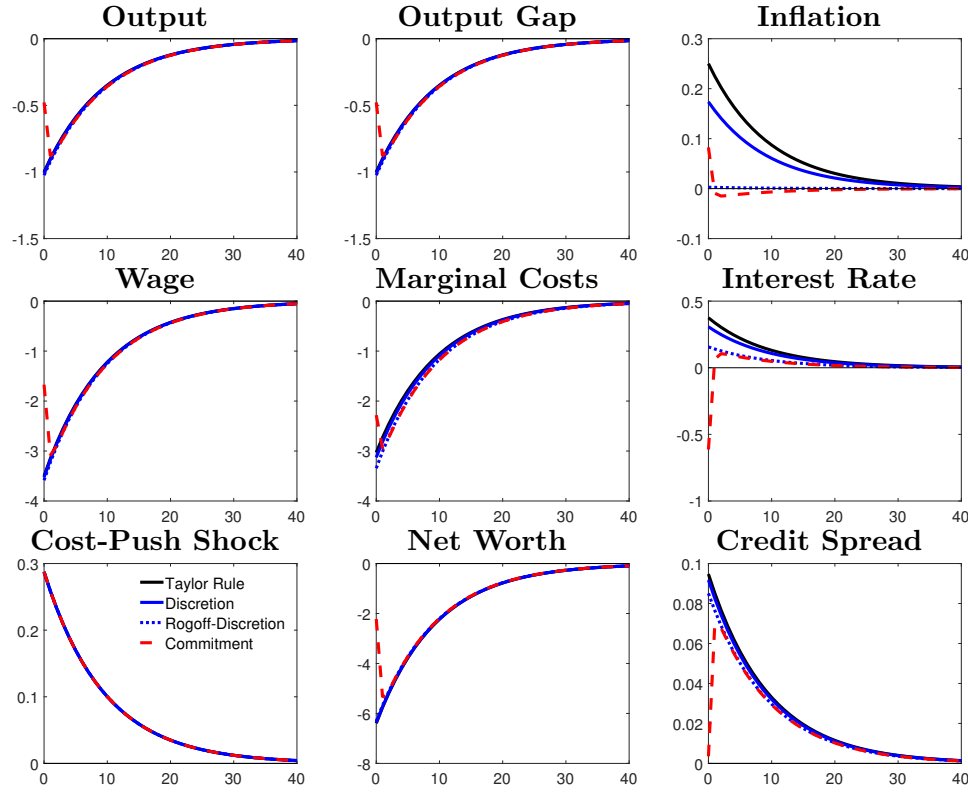 Output Output Gap Inflation
0 0 0.3
-0.5 -0.5 0.2
-1 -1 0.1
-1.5 -1.5 0
-0.1
0 10 20 30 40 0 10 20 30 40 0 10 20 30 40
Wage Marginal Costs Interest Rate
0 0 0.5
-1 -1 0
-2 -2 -0.5
-3 -3 -1
-4 -4
0 10 20 30 40 0 10 20 30 40 0 10 20 30 40
Cost-Push Shock Net Worth Credit Spread
0.3 0 0.1
Taylor Rule
Discretion
Rogoff-Discretion
Commitment
0.2 -2 0.08
0.1 -4 0.06
0 -6 0.04
-8 0.02
0
0 10 20 30 40 0 10 20 30 40 0 10 20 30 40